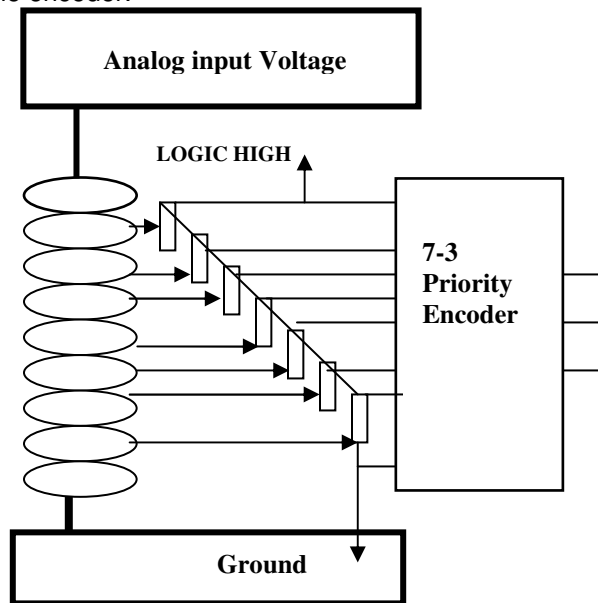 the encoder.
Analog input Voltage
LOGIC HIGH
7-3
Priority
Encoder
Ground